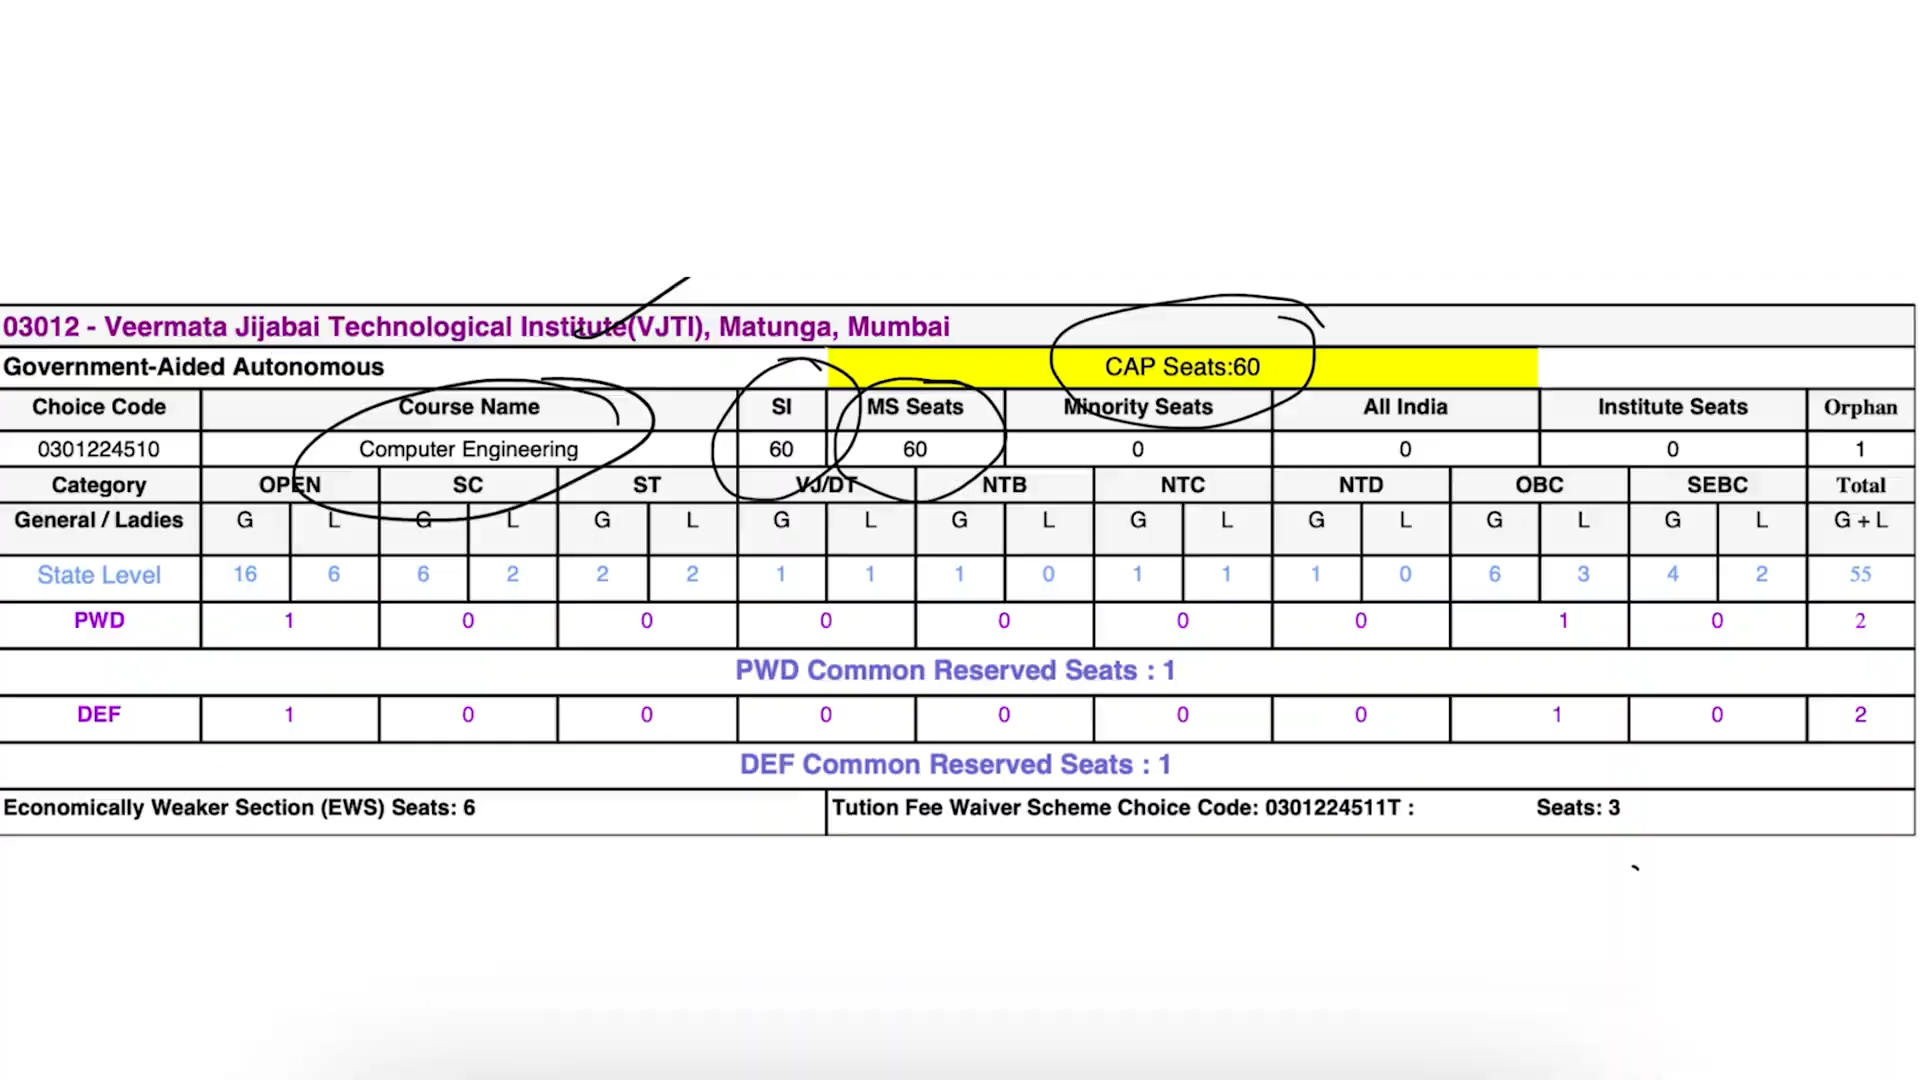 03012 - Veermata Jijabai Technological Institute(VJTI), Matunga, Mumbai
Government-Aided Autonomous CAP Seats:60
Choice Code Course Name SI MS Seats Minority Seats All India Institute Seats Orphan
0301224510 Computer Engineering 60 60 0 0 0 1
Category OPEN SC ST VJ/DT NTB NTC NTD OBC SEBC Total
General / Ladies G L G L G L G L G L G L G L G L G L G + L
State Level 16 6 6 2 2 2 1 1 1 0 1 1 1 0 6 3 4 2 55
PWD 1 0 0 0 0 0 0 1 0 2
PWD Common Reserved Seats : 1
DEF 1 0 0 0 0 0 0 1 0 2
DEF Common Reserved Seats : 1
Economically Weaker Section (EWS) Seats: 6 Tution Fee Waiver Scheme Choice Code: 0301224511T : Seats: 3